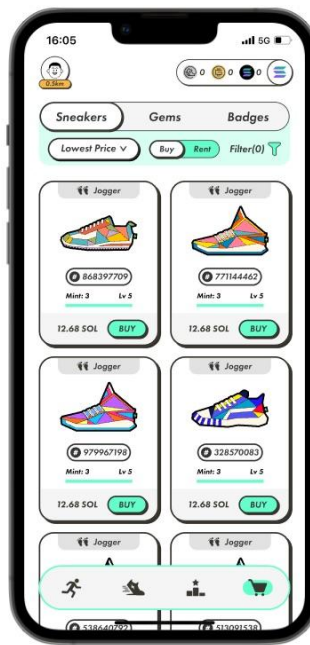 16:05 5G
0.5km 0 0 0
Sneakers Gems Badges
Lowest Price Buy Rent Filter(0)
Jogger Jogger
868397709 771144462
Mint: 3 Lv 5 Mint: 3 Lv 5
12.68 SOL BUY 12.68 SOL BUY
Jogger Jogger
979967198 328570083
Mint: 3 Lv 5 Mint: 3 Lv 5
12.68 SOL BUY 12.68 SOL BUY
Jogger Jogger
538640792 513091538